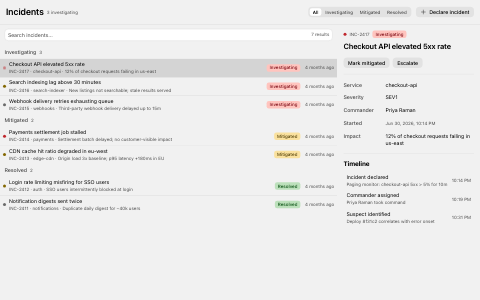 Incidents 3 investigating
All Investigating Mitigated Resolved
+ Declare incident
Search incidents... 7 results
Investigating 3
Checkout API elevated 5xx rate
INC-2417 · checkout-api · 12% of checkout requests failing in us-east
Investigating 4 months ago
Search indexing lag above 30 minutes
INC-2416 · search-indexer · New listings not searchable, stale results served
Investigating 4 months ago
Webhook delivery retries exhausting queue
INC-2415 · webhooks · Third-party webhooks delayed up to 15m
Investigating 4 months ago
Mitigated 2
Payments settlement job stalled
INC-2414 · payments · Settlement batch delayed; no customer-visible impact
Mitigated 4 months ago
CDN cache hit ratio degraded in eu-west
INC-2413 · edge-cdn · Origin load 3x baseline; p95 latency +180ms in EU
Mitigated 4 months ago
Resolved 2
Login rate limiting misfiring for SSO users
INC-2412 · auth · SSO users intermittently blocked at login
Resolved 4 months ago
Notification digests sent twice
INC-2411 · notifications · Duplicate daily digest for ~40k users
Resolved 4 months ago
INC-2417 Investigating
Checkout API elevated 5xx rate
Mark mitigated Escalate
Service checkout-api
Severity SEV1
Commander Priya Raman
Started Jun 30, 2026, 10:14 PM
Impact 12% of checkout requests failing in
us-east
Timeline
Incident declared
Paging monitor: checkout-api 5xx > 5% for 10m
10:14 PM
Commander assigned
Priya Raman took command
10:19 PM
Suspect identified
correlates with error onset
10:31 PM